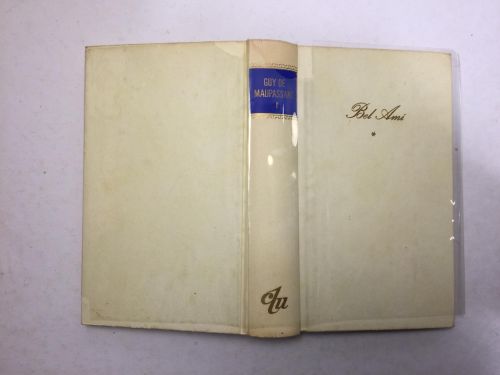 GUY DE
MAUPASSANT
I
Bel Ami
*